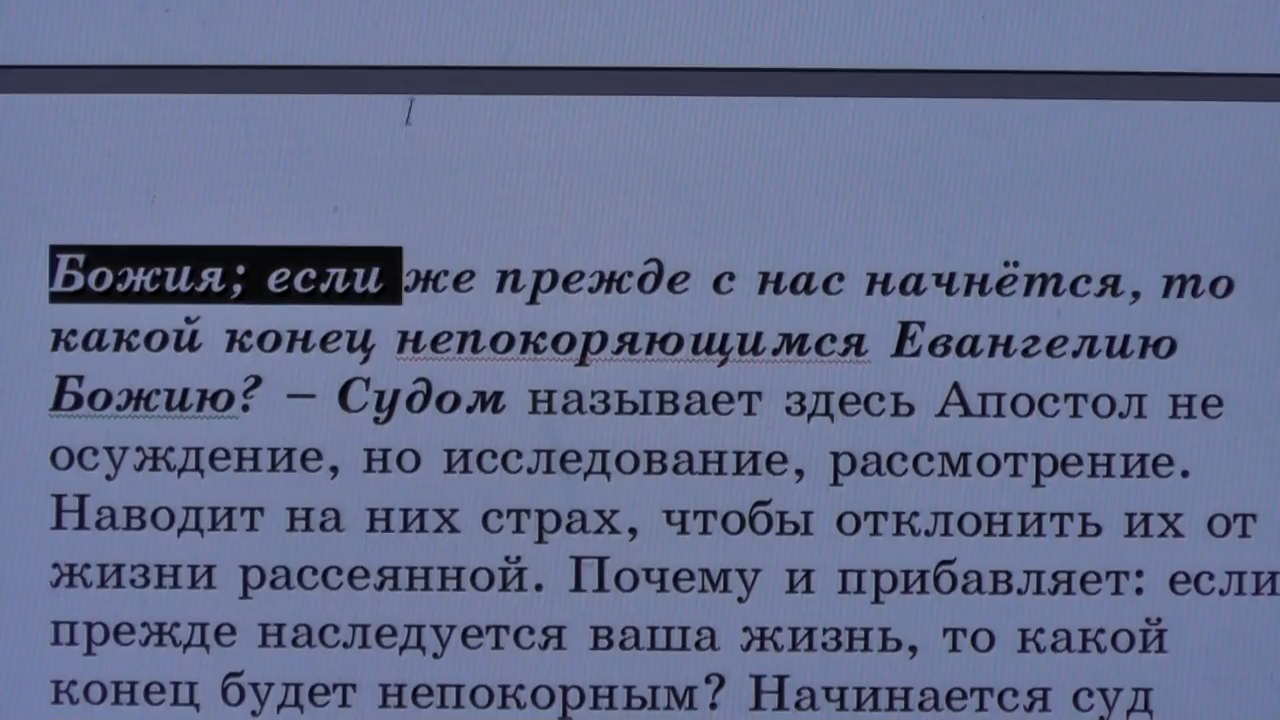 Божия; если же прежде с нас начнётся, то
какой конец непокоряющимся Евангелию
Божию? – Судом называет здесь Апостол не
осуждение, но исследование, рассмотрение.
Наводит на них страх, чтобы отклонить их от
жизни рассеянной. Почему и прибавляет: если
прежде наследуется ваша жизнь, то какой
конец будет непокорным? Начинается суд